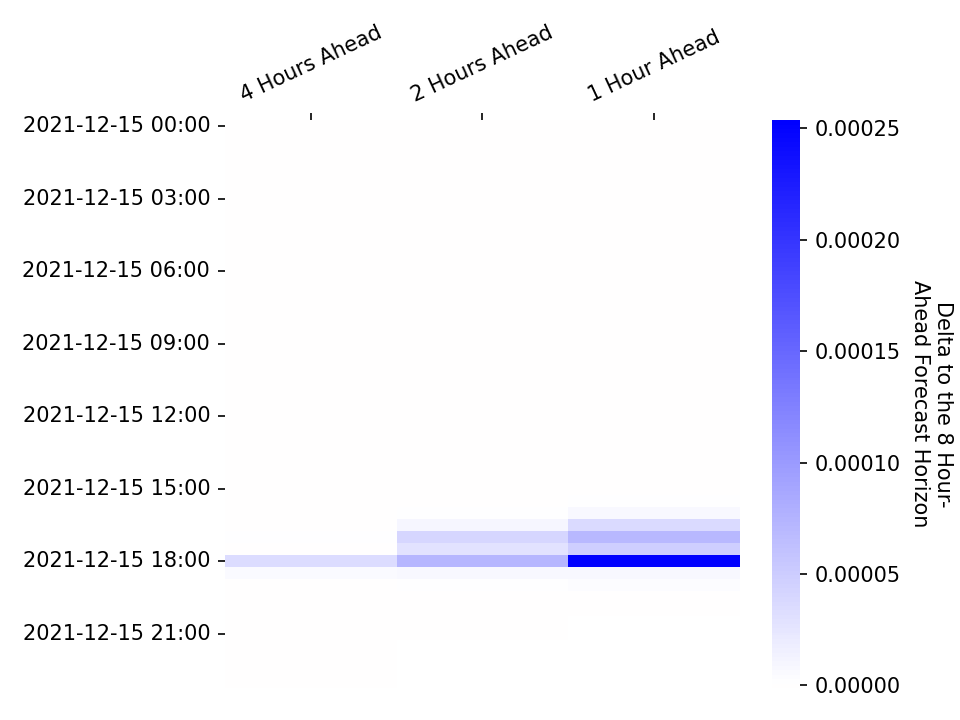 4 Hours Ahead
2 Hours Ahead
1 Hour Ahead
2021-12-15 00:00
2021-12-15 03:00
2021-12-15 06:00
2021-12-15 09:00
2021-12-15 12:00
2021-12-15 15:00
2021-12-15 18:00
2021-12-15 21:00
0.00025
0.00020
0.00015
0.00010
0.00005
0.00000
Delta to the 8 Hour-
Ahead Forecast Horizon